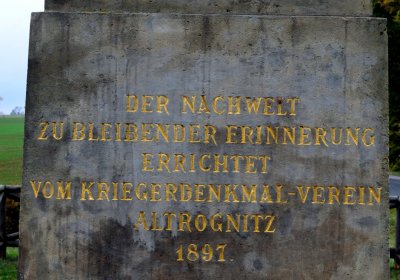 DER NACHWELT
ZU BLEIBENDER ERINNERUNG
ERRICHTET
VOM KRIEGERDENKMAL-VEREIN
ALTROGNITZ
1897.